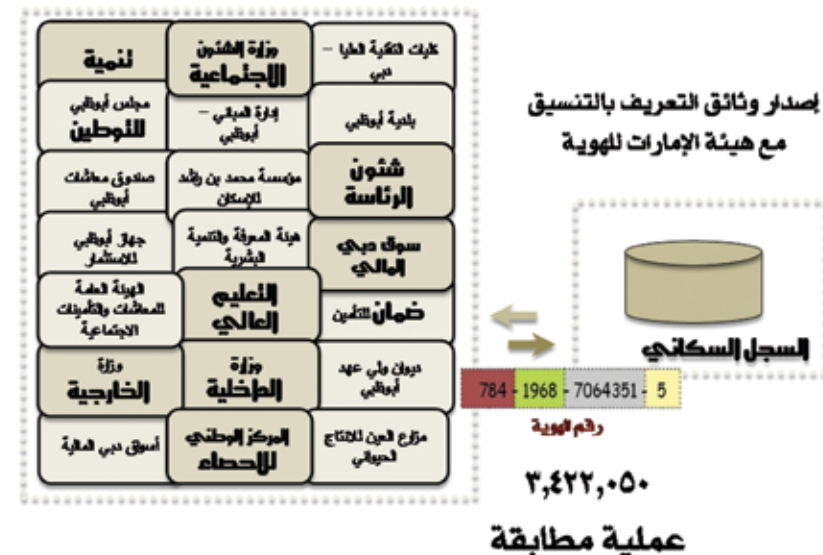 كليات التقنية العليا –
دبي
وزارة الشئون
الاجتماعية
تنمية
بلدية أبوظبي
إدارة المباني –
أبوظبي
مجلس أبوظبي
للتوطين
شئون
الرئاسة
مؤسسة محمد بن راشد
للإسكان
صندوق معاشات
أبوظبي
سوق دبي
المالي
هيئة المعرفة والتنمية
البشرية
جهاز أبوظبي
للاستثمار
ضمان للتأمين
التعليم
العالي
الهيئة العامة
للمعاشات والتأمينات
الاجتماعية
ديوان ولي عهد
أبوظبي
وزارة
الداخلية
وزارة
الخارجية
مزارع العين للانتاج
الحيواني
المركز الوطني
للاحصاء
أسواق دبي المالية
إصدار وثائق التعريف بالتنسيق
مع هيئة الإمارات للهوية
السجل السكاني
784 - 1968 - 7064351 - 5
رقم الهوية
٣,٤٢٢,٠٥٠
عملية مطابقة